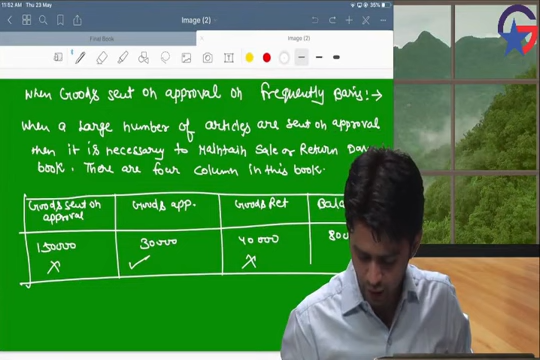 11:52 AM Thu 23 May
35%
Image (2)
Final Book
Image (2)
G
When Goods sent on approval on frequently Basis:→
When a Large number of articles are sent on approval
then it is necessary to Maintain Sale or Return Day
book. There are four column in this book.
Goods sent on approval Goods app. Goods Ret
150000 30000 40000